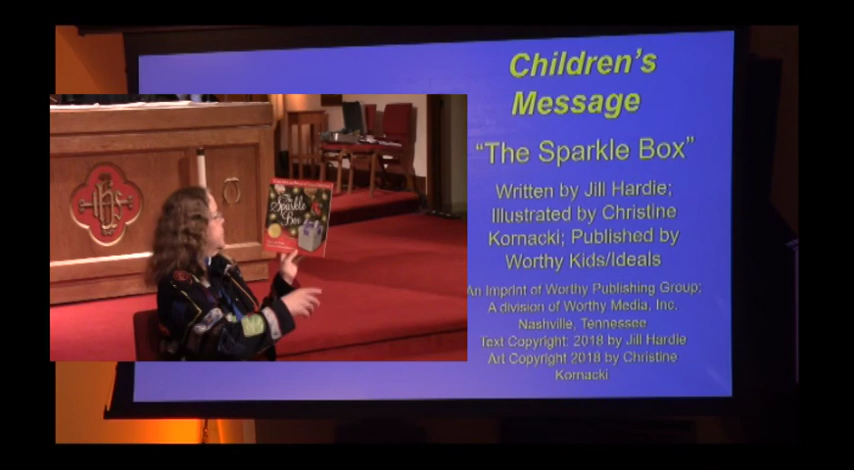 Children's
Message
"The Sparkle Box"
Written by Jill Hardie;
Illustrated by Christine
Kornacki; Published by
Worthy Kids/Ideals
An Imprint of Worthy Publishing Group;
A division of Worthy Media, Inc.
Nashville, Tennessee
Text Copyright: 2018 by Jill Hardie
Art Copyright 2018 by Christine
Kornacki
The
Sparkle
Box
IHS